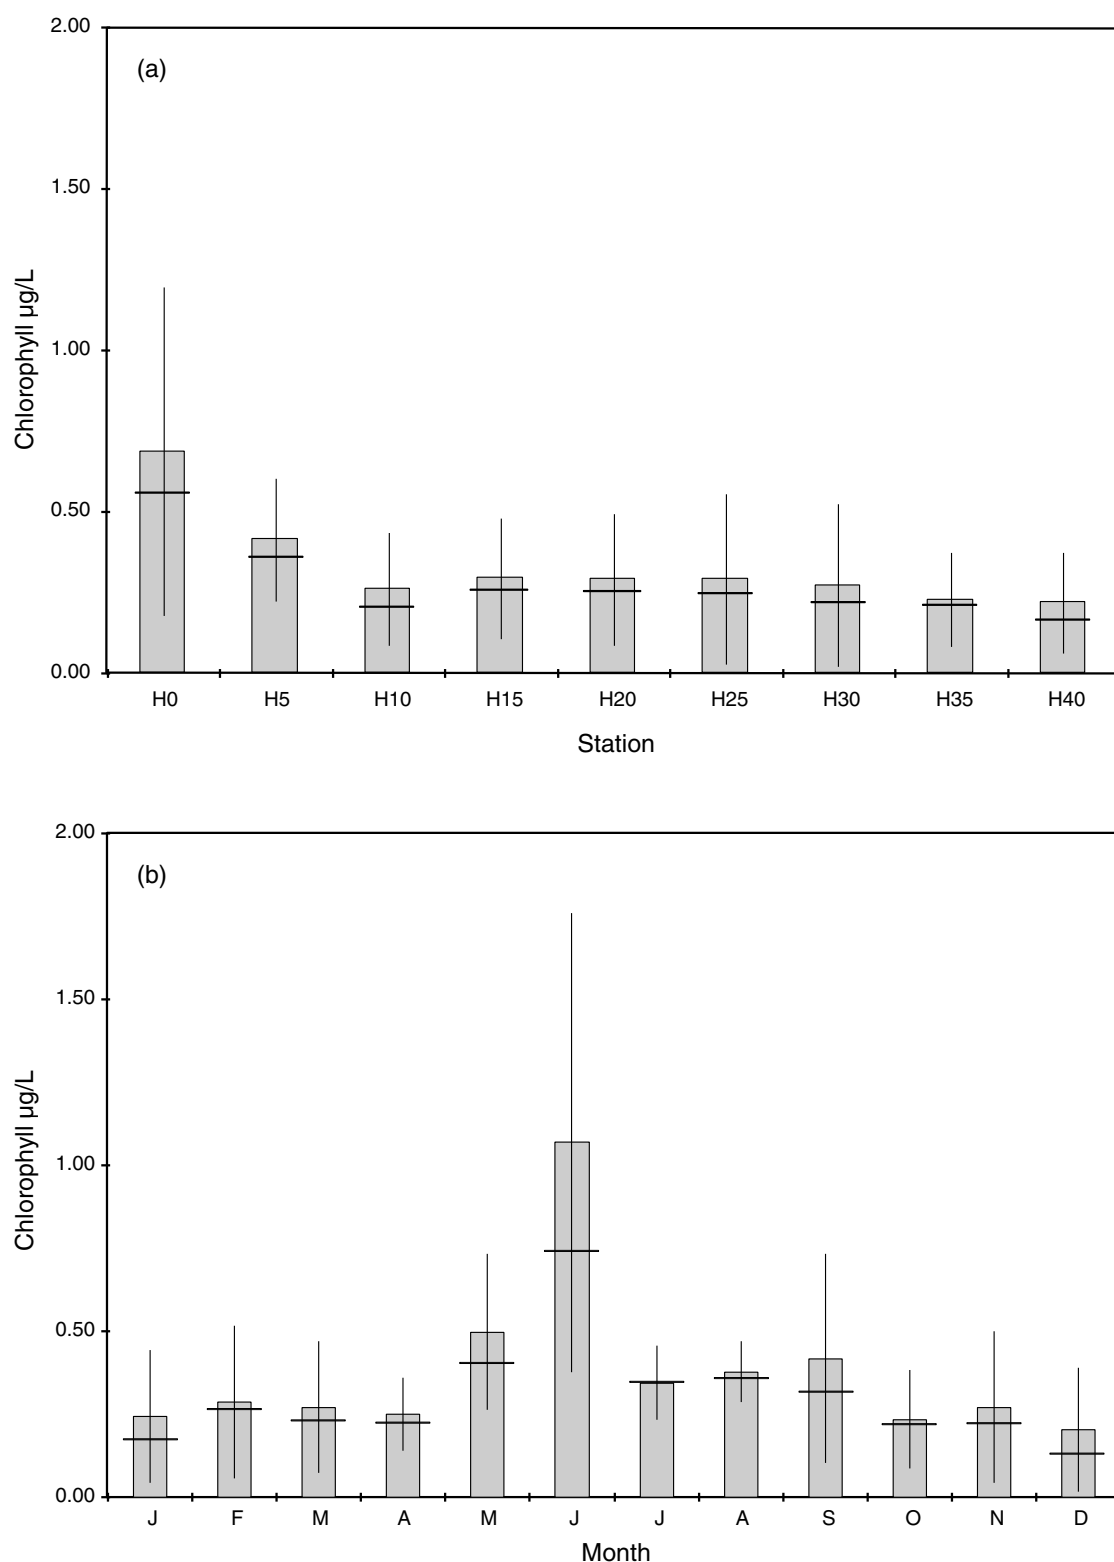 2.00
(a)
1.50
1.00
0.50
0.00
Chlorophyll µg/L
H0 H5 H10 H15 H20 H25 H30 H35 H40
Station
2.00
(b)
1.50
1.00
0.50
0.00
Chlorophyll µg/L
J F M A M J J A S O N D
Month